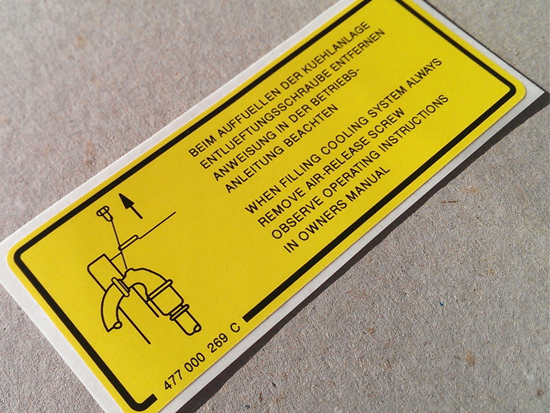 BEIM AUFFUELLEN DER KUEHLANLAGE
ENTLUEFTUNGSSCHRAUBE ENTFERNEN
ANWEISUNG IN DER BETRIEBS-
ANLEITUNG BEACHTEN
WHEN FILLING COOLING SYSTEM ALWAYS
REMOVE AIR-RELEASE SCREW
OBSERVE OPERATING INSTRUCTIONS
IN OWNERS MANUAL
477 000 269 C